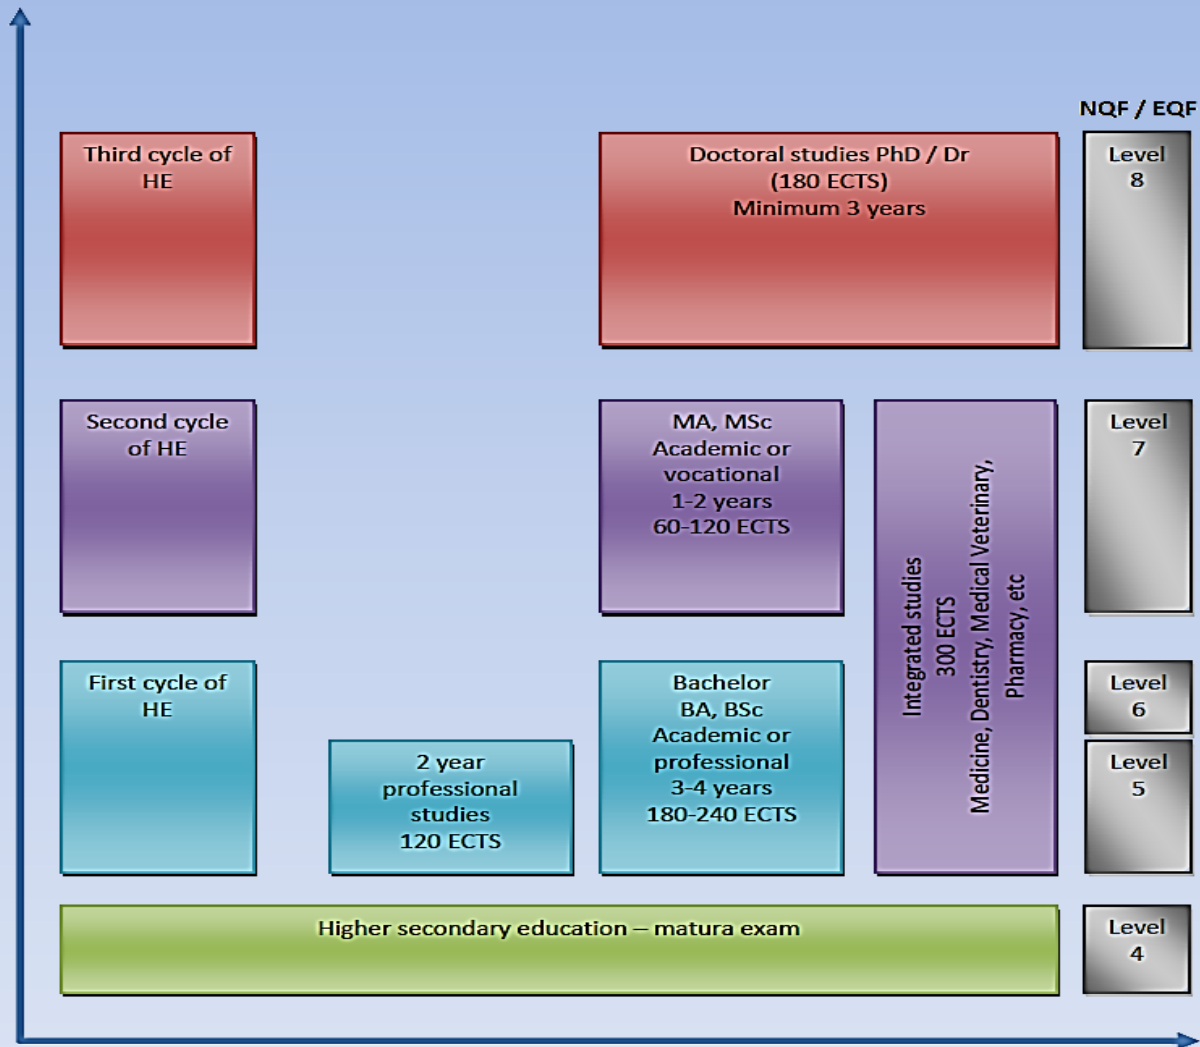 NQF / EQF
Third cycle of
HE
Doctoral studies PhD / Dr
(180 ECTS)
Minimum 3 years
Level
8
Second cycle
of HE
MA, MSc
Academic or
vocational
1-2 years
60-120 ECTS
Integrated studies
300 ECTS
Medicine, Dentistry, Medical Veterinary,
Pharmacy, etc
Level
7
First cycle of
HE
2 year
professional
studies
120 ECTS
Bachelor
BA, BSc
Academic or
professional
3-4 years
180-240 ECTS
Level
6
Level
5
Higher secondary education – matura exam
Level
4